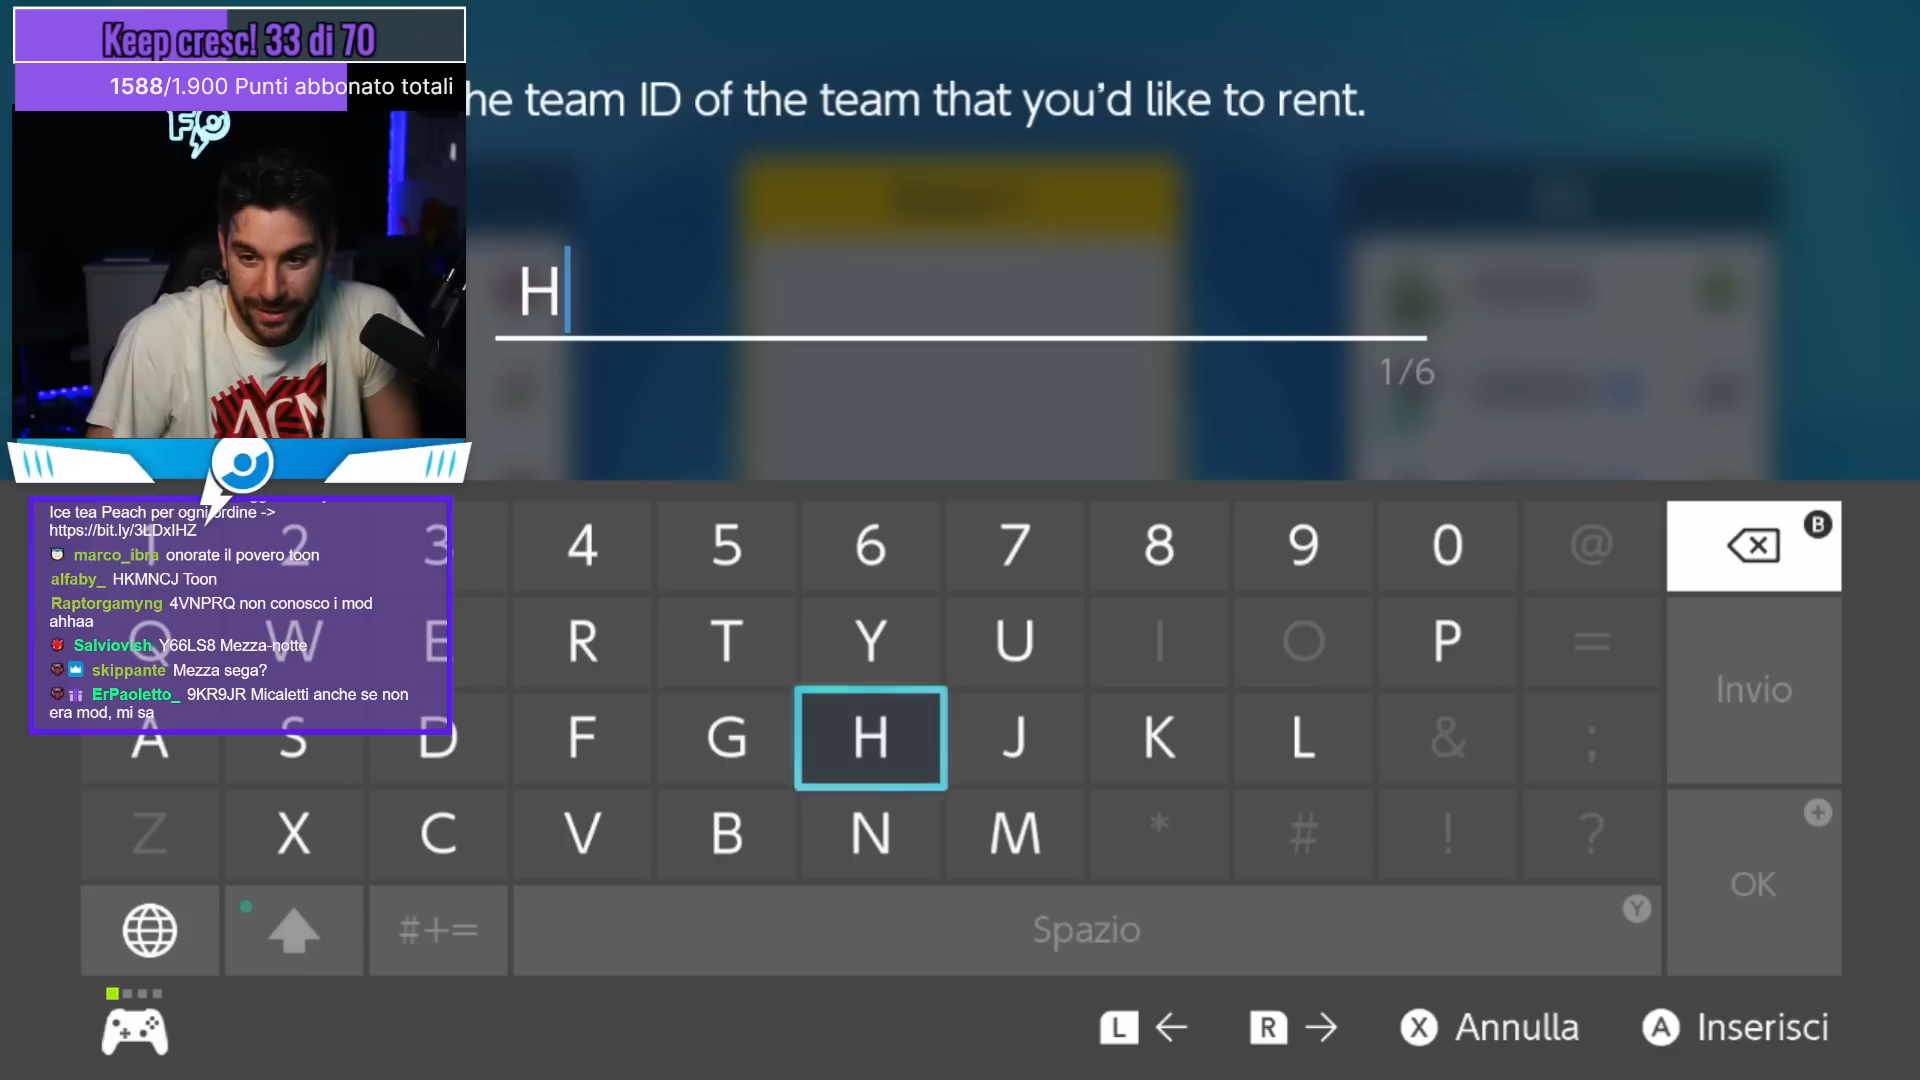 Keep cresc! 33 di 70
1588/1.900 Punti abbonato totali
he team ID of the team that you'd like to rent.
H
1/6
Ice tea Peach per ogni ordine ->
https://bit.ly/3LDxIHZ
marco_ibra onorate il povero toon
alfaby_ HKMNCJ Toon
Raptorgamyng 4VNPRQ non conosco i mod
ahhaa
Salviovish Y66LS8 Mezza-notte
skippante Mezza sega?
ErPaoletto_ 9KR9JR Micaletti anche se non
era mod, mi sa
1 2 3 4 5 6 7 8 9 0 @ B
Q W E R T Y U I O P = Invio
A S D F G H J K L & ;
Z X C V B N M * # ! ? + OK
#+= Spazio Y
L ← R → X Annulla A Inserisci